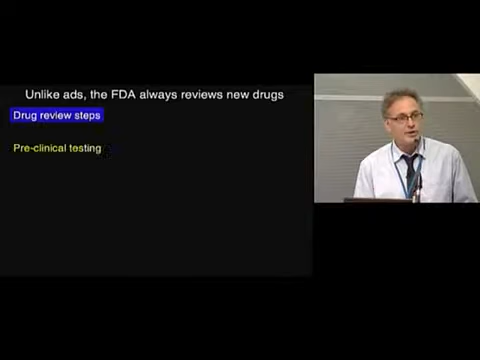 Unlike ads, the FDA always reviews new drugs
Drug review steps
Pre-clinical testing